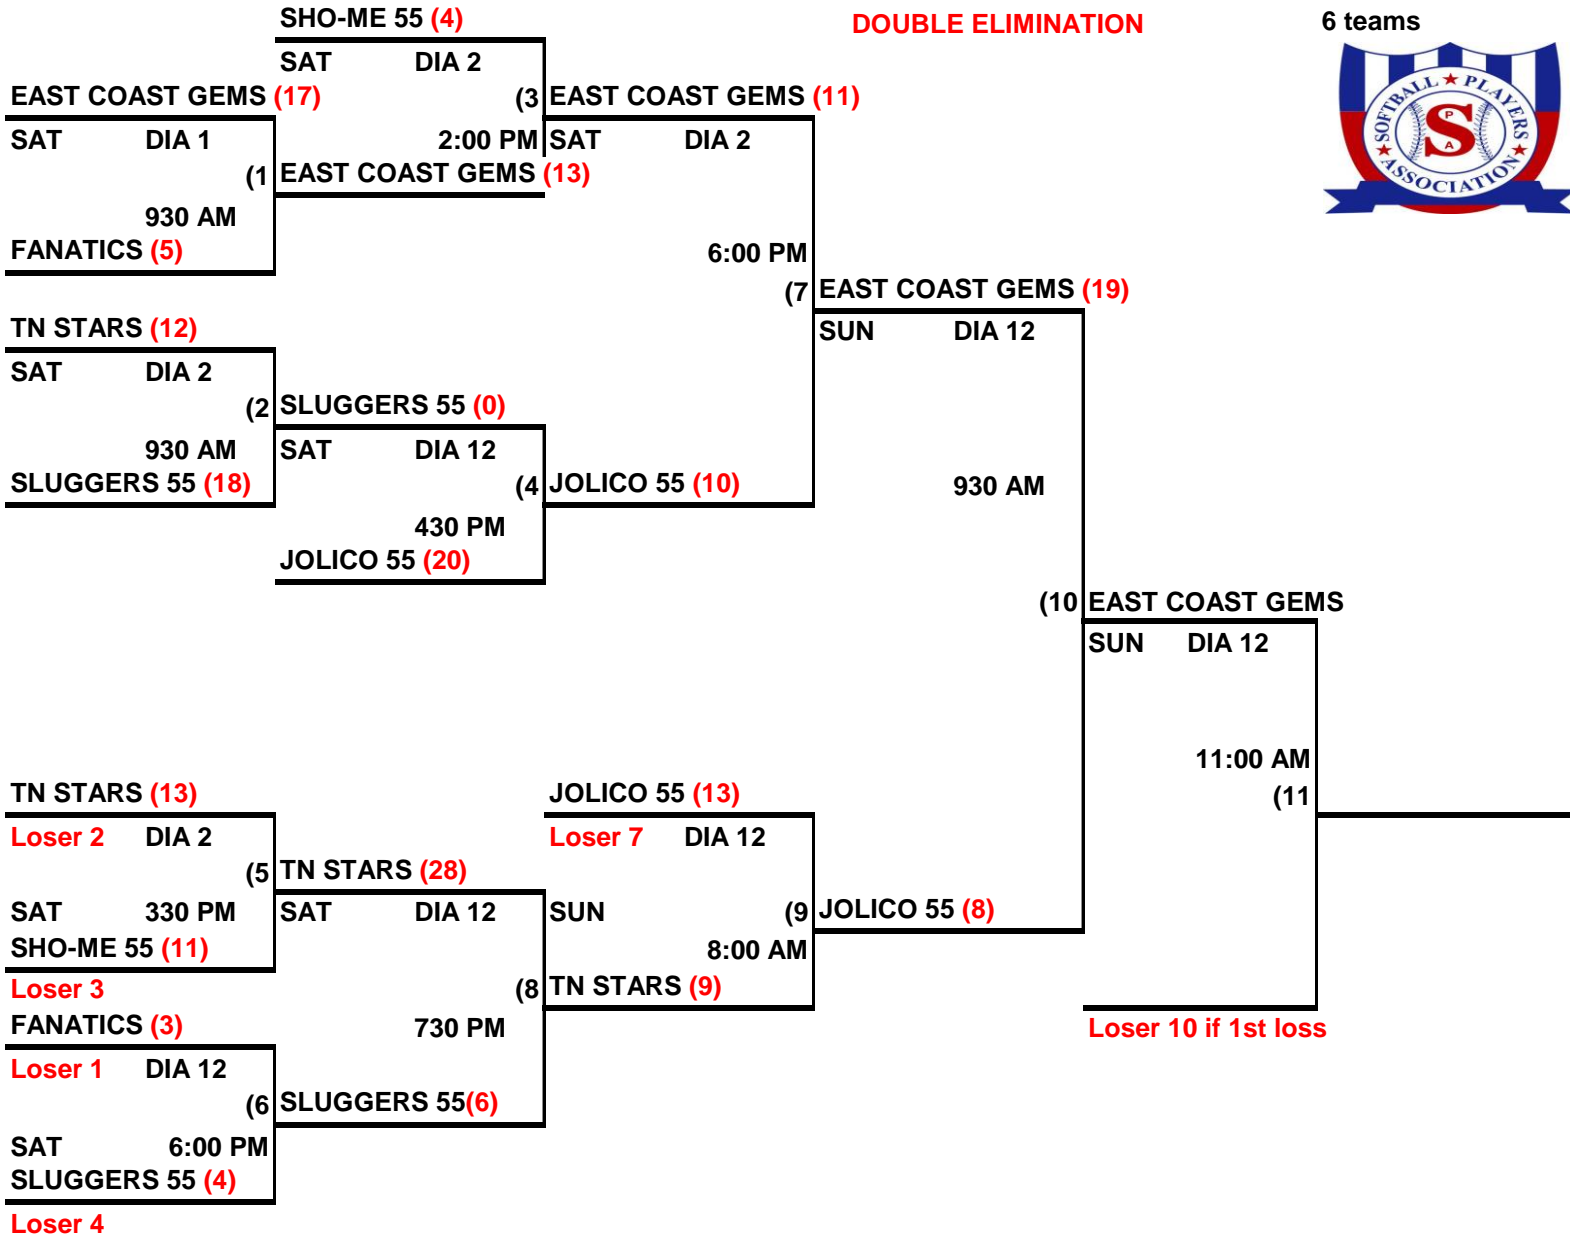 SHO-ME 55 (4)
DOUBLE ELIMINATION
6 teams
SAT DIA 2
EAST COAST GEMS (17)
(3 EAST COAST GEMS (11)
SOFTBALL ★ PLAYERS ★ ASSOCIATION ★
S
P
A
SAT DIA 1
2:00 PM SAT DIA 2
(1 EAST COAST GEMS (13)
930 AM
FANATICS (5)
6:00 PM
(7 EAST COAST GEMS (19)
TN STARS (12)
SUN DIA 12
SAT DIA 2
(2 SLUGGERS 55 (0)
930 AM SAT DIA 12
SLUGGERS 55 (18)
(4 JOLICO 55 (10)
930 AM
430 PM
JOLICO 55 (20)
(10 EAST COAST GEMS
SUN DIA 12
11:00 AM
TN STARS (13)
JOLICO 55 (13)
(11
Loser 2 DIA 2
Loser 7 DIA 12
(5 TN STARS (28)
SAT 330 PM SAT DIA 12 SUN
(9 JOLICO 55 (8)
SHO-ME 55 (11)
8:00 AM
Loser 3
(8 TN STARS (9)
FANATICS (3)
730 PM
Loser 10 if 1st loss
Loser 1 DIA 12
(6 SLUGGERS 55(6)
SAT 6:00 PM
SLUGGERS 55 (4)
Loser 4